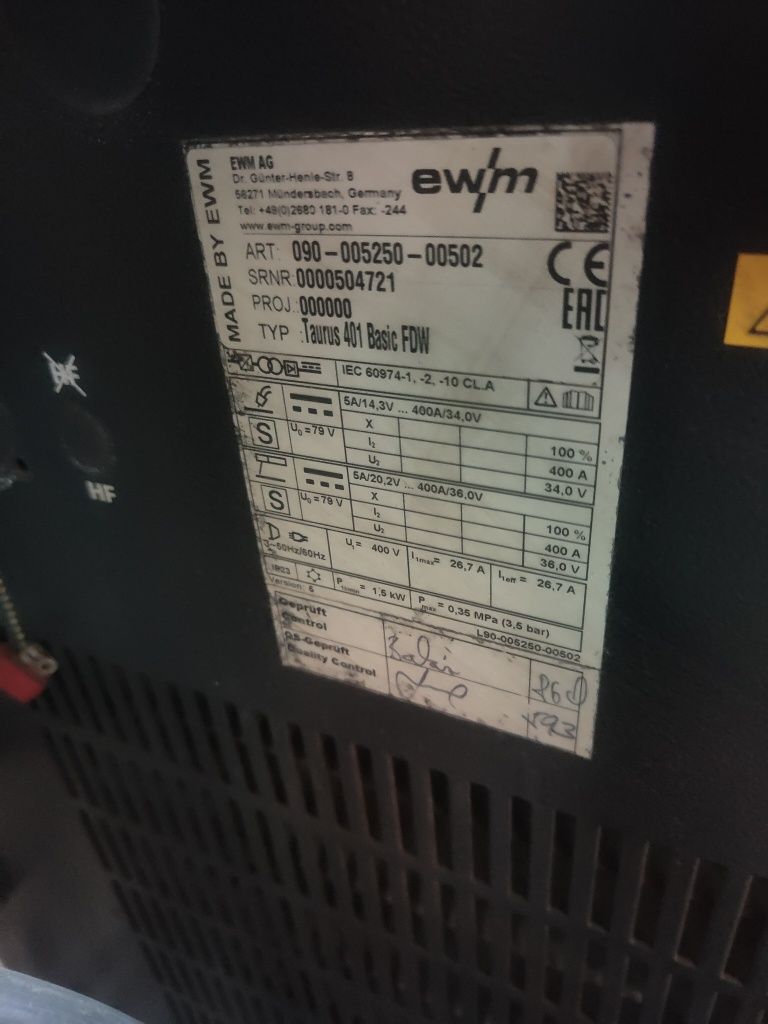 MADE BY EWM
EWM AG
Dr. Günter-Henle-Str. 8
56271 Mündersbach, Germany
Tel: +49(0)2680 181-0 Fax: -244
www.ewm-group.com
ewm
ART: 090-005250-00502
SRNR:0000504721
PROJ.:000000
TYP :Taurus 401 Basic FDW
CE
EAC
IEC 60974-1, -2, -10 CL.A
5A/14,3V ... 400A/34,0V
S
U₀=79 V
X 100 %
I₂ 400 A
U₂ 34,0 V
5A/20,2V ... 400A/36,0V
S
U₀=79 V
X 100 %
I₂ 400 A
U₂ 36,0 V
3~50Hz/60Hz
U₁= 400 V
I₁max= 26,7 A
I₁eff= 26,7 A
IP23
P₁min = 1,5 kW
Pmax = 0,35 MPa (3,5 bar)
Version: 5
L90-005250-00502
Geprüft
Control
QS-Geprüft
Quality Control
HF